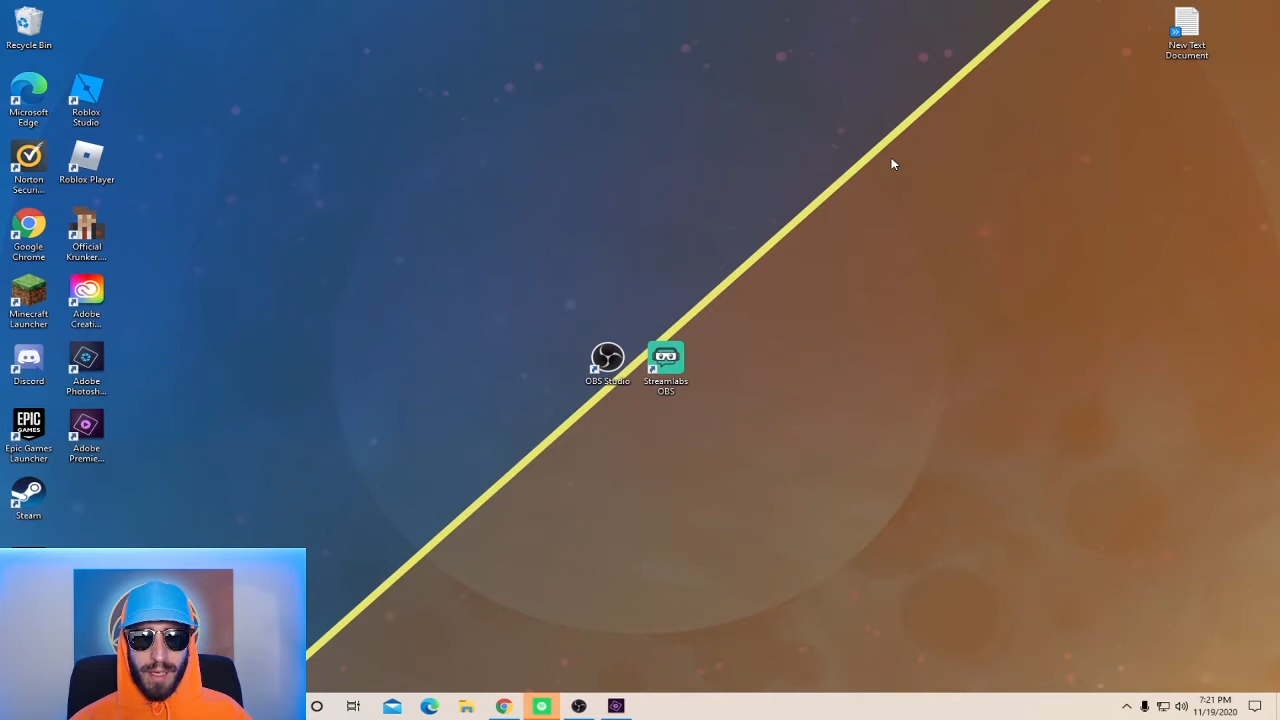 Recycle Bin
New Text
Document
Microsoft
Edge
Roblox
Studio
Norton
Securi...
Roblox Player
Google
Chrome
Official
Krunker....
Minecraft
Launcher
Adobe
Creati...
Discord
Adobe
Photosh...
OBS Studio
Streamlabs
OBS
EPIC
GAMES
Epic Games
Launcher
Adobe
Premie...
Steam
7:21 PM
11/19/2020